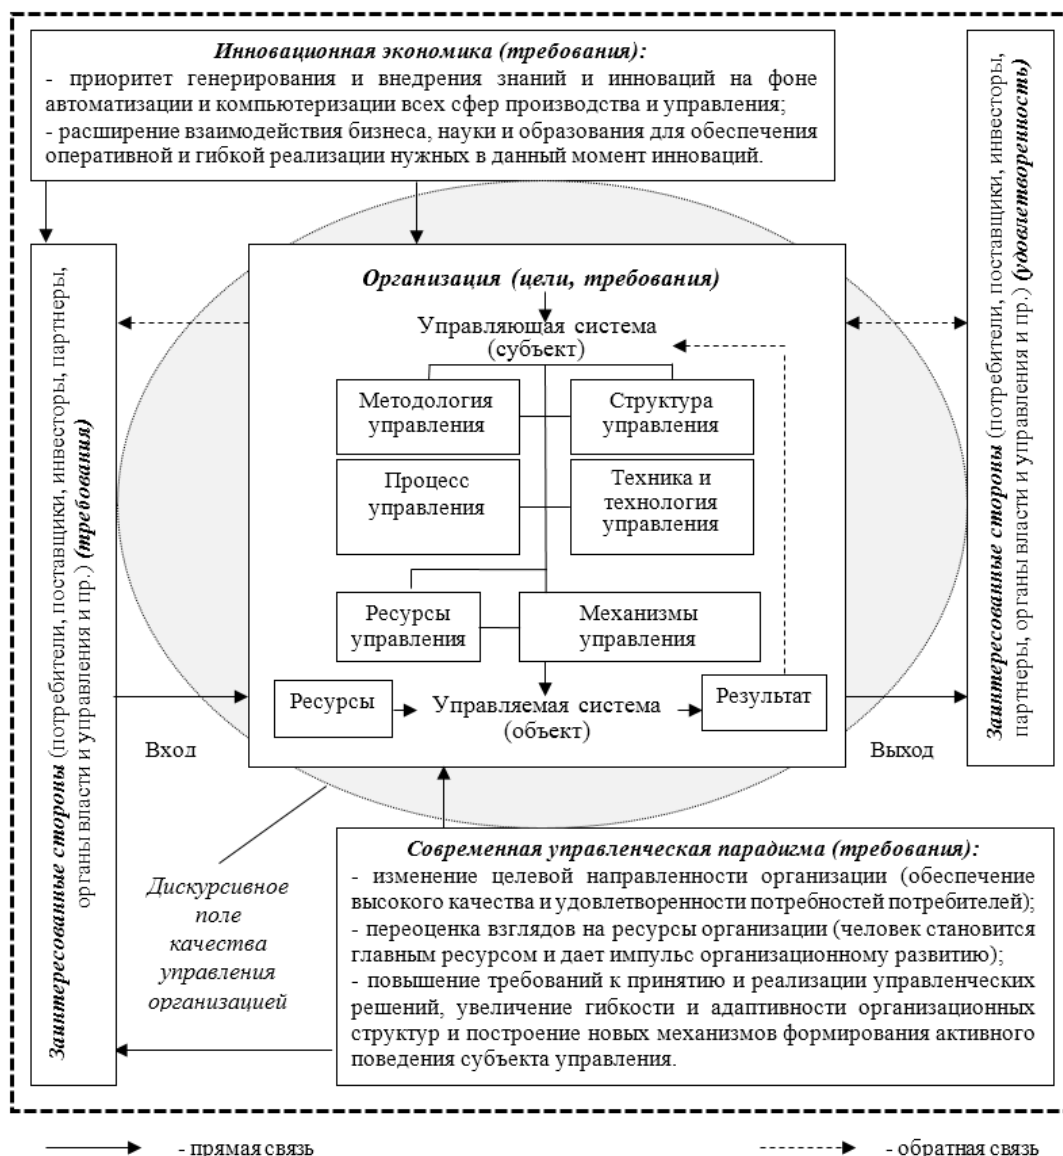 Инновационная экономика (требования):
- приоритет генерирования и внедрения знаний и инноваций на фоне
автоматизации и компьютеризации всех сфер производства и управления;
- расширение взаимодействия бизнеса, науки и образования для обеспечения
оперативной и гибкой реализации нужных в данный момент инноваций.
Заинтересованные стороны (потребители, поставщики, инвесторы, партнеры,
органы власти и управления и пр.) (требования)
Организация (цели, требования)
Управляющая система
(субъект)
Методология
управления
Структура
управления
Процесс
управления
Техника и
технология
управления
Ресурсы
управления
Механизмы
управления
Ресурсы
Управляемая система
(объект)
Результат
Вход
Выход
Заинтересованные стороны (потребители, поставщики, инвесторы,
партнеры, органы власти и управления и пр.) (удовлетворенность)
Дискурсивное
поле
качества
управления
организацией
Современная управленческая парадигма (требования):
- изменение целевой направленности организации (обеспечение
высокого качества и удовлетворенности потребностей потребителей);
- переоценка взглядов на ресурсы организации (человек становится
главным ресурсом и дает импульс организационному развитию);
- повышение требований к принятию и реализации управленческих
решений, увеличение гибкости и адаптивности организационных
структур и построение новых механизмов формирования активного
поведения субъекта управления.
- прямая связь
- обратная связь